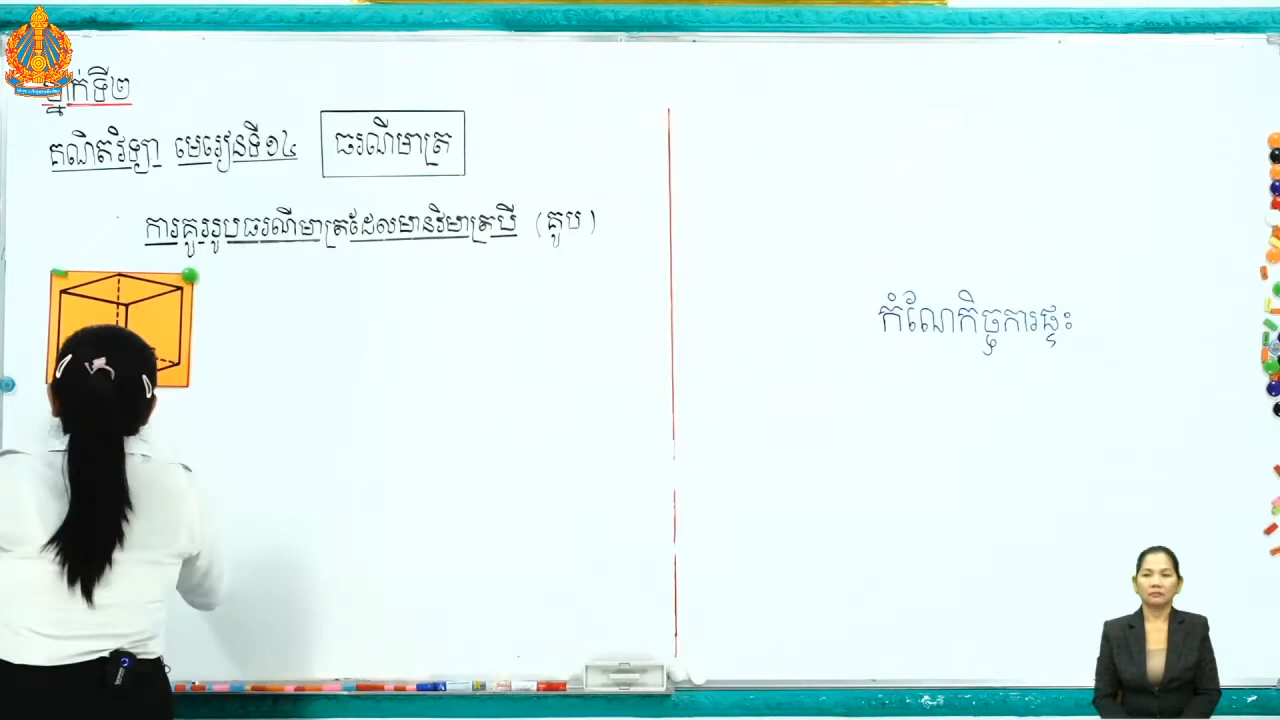 ថ្នាក់ទី២
គណិតវិទ្យា មេរៀនទី១៤ ធរណីមាត្រ
ការគូររូបធរណីមាត្រដែលមានវិមាត្របី (គូប)
កំណែកិច្ចការផ្ទះ